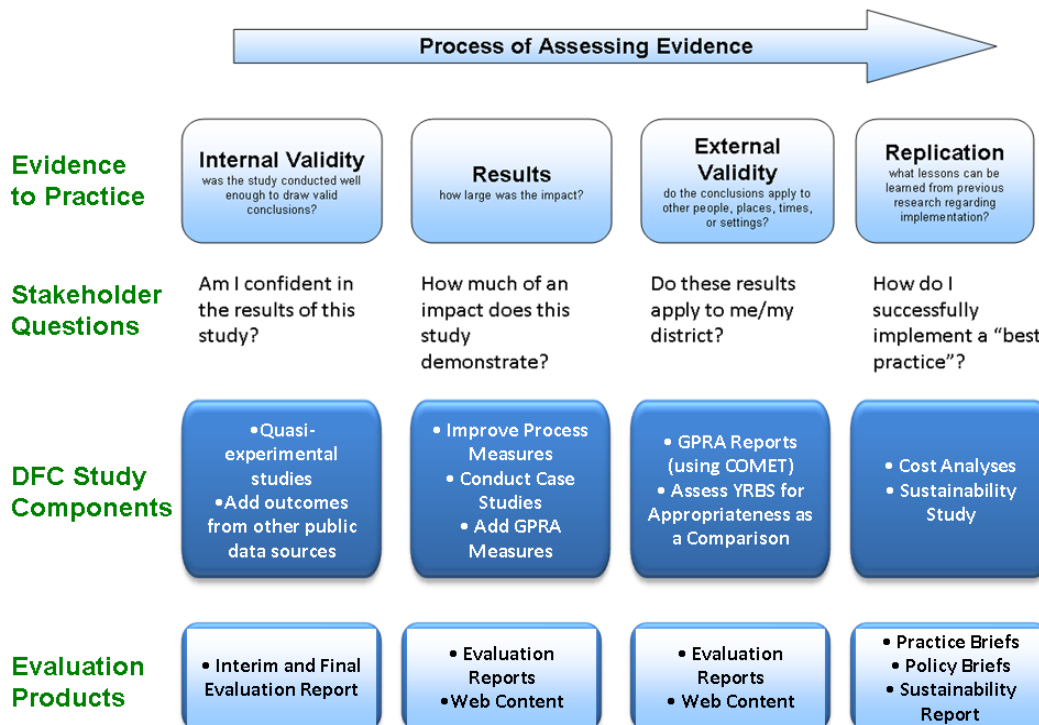 Process of Assessing Evidence
Evidence
to Practice
Internal Validity
was the study conducted well
enough to draw valid
conclusions?
Results
how large was the impact?
External
Validity
do the conclusions apply to
other people, places, times,
or settings?
Replication
what lessons can be
learned from previous
research regarding
implementation?
Stakeholder
Questions
Am I confident in
the results of this
study?
How much of an
impact does this
study
demonstrate?
Do these results
apply to me/my
district?
How do I
successfully
implement a “best
practice”?
DFC Study
Components
•Quasi-
experimental
studies
•Add outcomes
from other public
data sources
• Improve Process
Measures
• Conduct Case
Studies
• Add GPRA
Measures
• GPRA Reports
(using COMET)
• Assess YRBS for
Appropriateness as
a Comparison
• Cost Analyses
• Sustainability
Study
Evaluation
Products
• Interim and Final
Evaluation Report
• Evaluation
Reports
•Web Content
• Evaluation
Reports
• Web Content
• Practice Briefs
• Policy Briefs
• Sustainability
Report